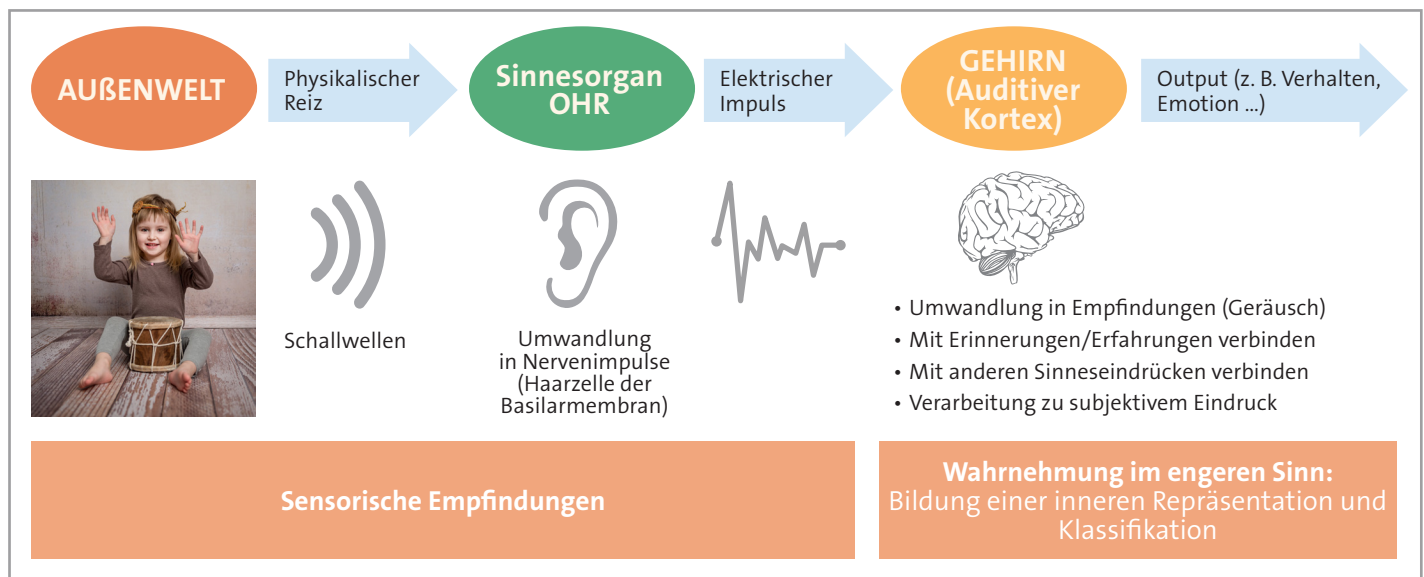 AUßENWELT
Physikalischer
Reiz
Sinnesorgan
OHR
Elektrischer
Impuls
GEHIRN
(Auditiver
Kortex)
Output (z. B. Verhalten,
Emotion ...)
Schallwellen
Umwandlung
in Nervenimpulse
(Haarzelle der
Basilarmembran)
• Umwandlung in Empfindungen (Geräusch)
• Mit Erinnerungen/Erfahrungen verbinden
• Mit anderen Sinneseindrücken verbinden
• Verarbeitung zu subjektivem Eindruck
Sensorische Empfindungen
Wahrnehmung im engeren Sinn:
Bildung einer inneren Repräsentation und
Klassifikation